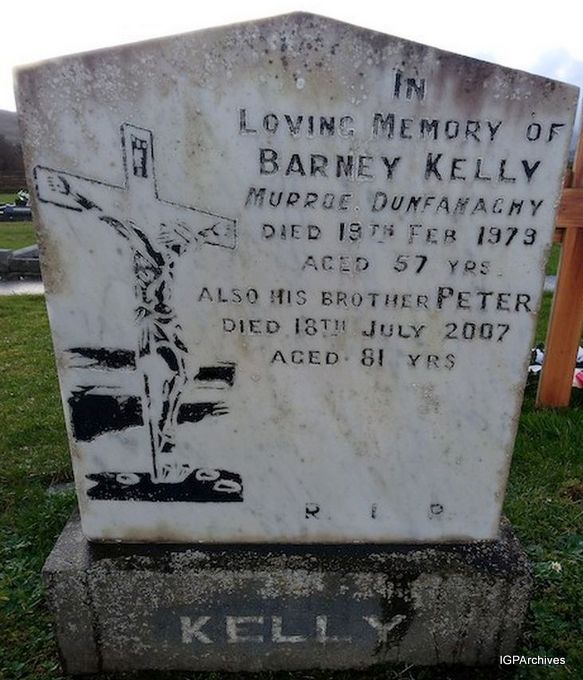 IN
LOVING MEMORY OF
BARNEY KELLY
MURROE, DUNFANAGHY
DIED 19TH FEB 1979
AGED 57 YRS.
ALSO HIS BROTHER PETER
DIED 18TH JULY 2007
AGED 81 YRS
R I P
KELLY
IGPArchives